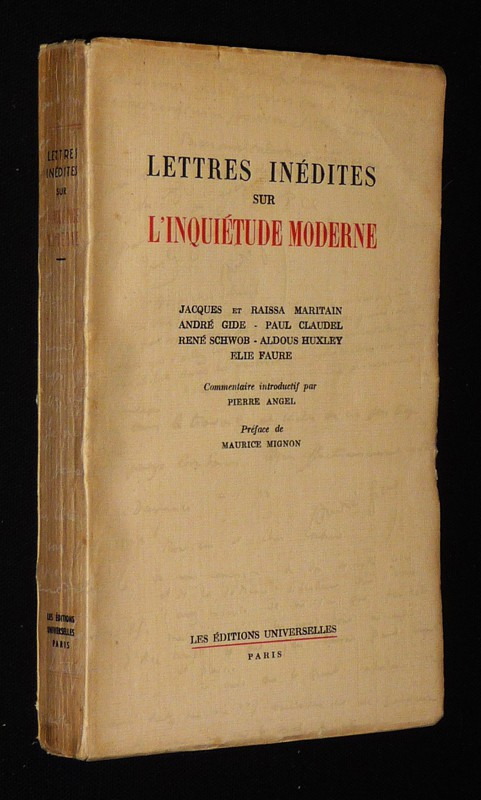 LETTRES INÉDITES
SUR
L'INQUIÉTUDE MODERNE
JACQUES ET RAISSA MARITAIN
ANDRÉ GIDE - PAUL CLAUDEL
RENÉ SCHWOB - ALDOUS HUXLEY
ELIE FAURE
Commentaire introductif par
PIERRE ANGEL
Préface de
MAURICE MIGNON
LES ÉDITIONS UNIVERSELLES
PARIS
LETTRES
INÉDITES
SUR
LES ÉDITIONS
UNIVERSELLES
PARIS